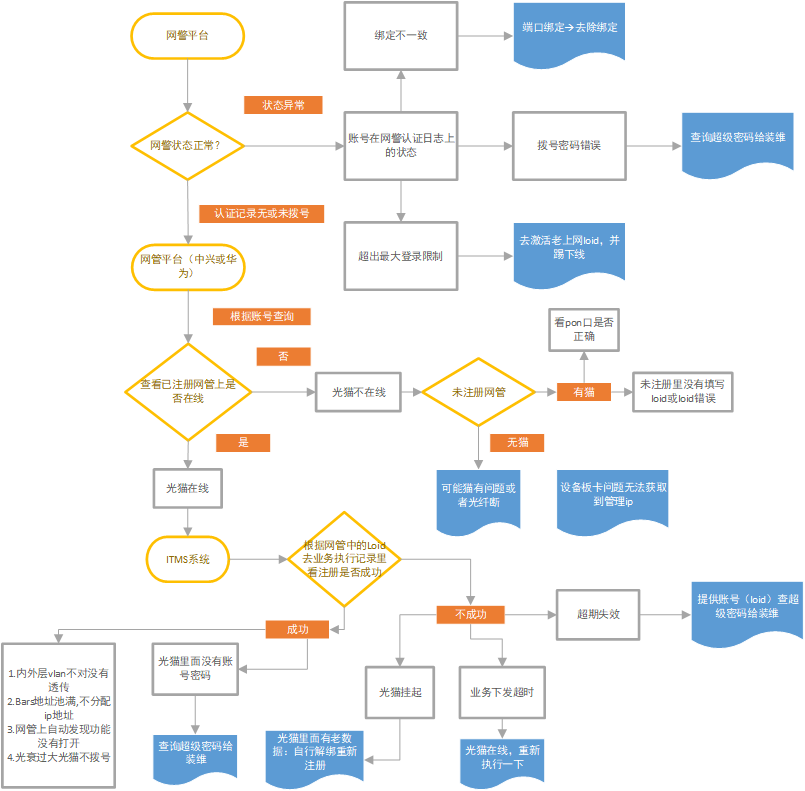 网警平台
绑定不一致
端口绑定→去除绑定
状态异常
网警状态正常?
账号在网警认证日志上
的状态
拨号密码错误
查询超级密码给装维
认证记录无或未拨号
网管平台（中兴或华
为）
超出最大登录限制
去激活老上网loid，并
踢下线
根据账号查询
看pon口是否
正确
否
查看已注册网管上是
否在线
光猫不在线
未注册网管
有猫
未注册里没有填写
loid或loid错误
是
无猫
光猫在线
可能猫有问题或
者光纤断
设备板卡问题无法获取
到管理ip
ITMS系统
根据网管中的Loid
去业务执行记录里
看注册是否成功
成功
不成功
超期失效
提供账号（loid）查超
级密码给装维
1.内外层vlan不对没有
透传
2.Bars地址池满,不分配
ip地址
3.网管上自动发现功能
没有打开
4.光衰过大光猫不拨号
光猫里面没有账
号密码
光猫挂起
业务下发超时
查询超级密码给
装维
光猫里面有老数
据：自行解绑重新
注册
光猫在线，重新
执行一下